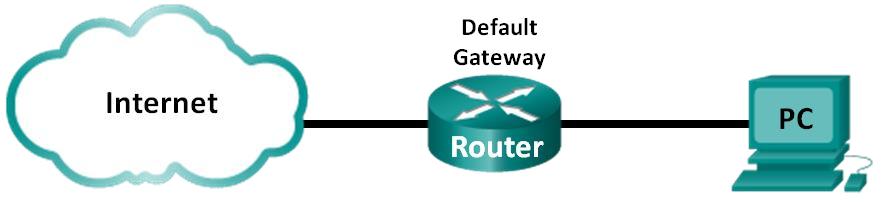 Internet
Default
Gateway
Router
PC